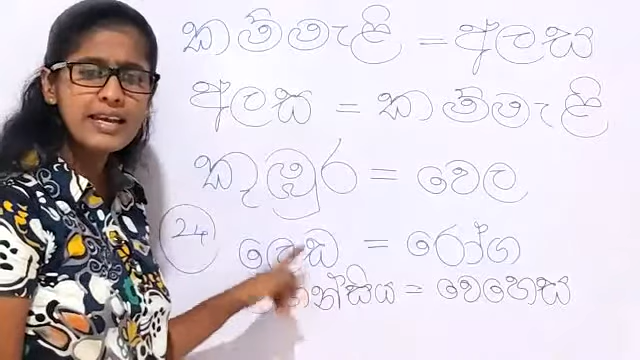 කම්මැළි = අලස
අලස = කම්මැළි
කුඹුර = වෙල
24 ලෙඩ = රෝග
= වෙහෙස